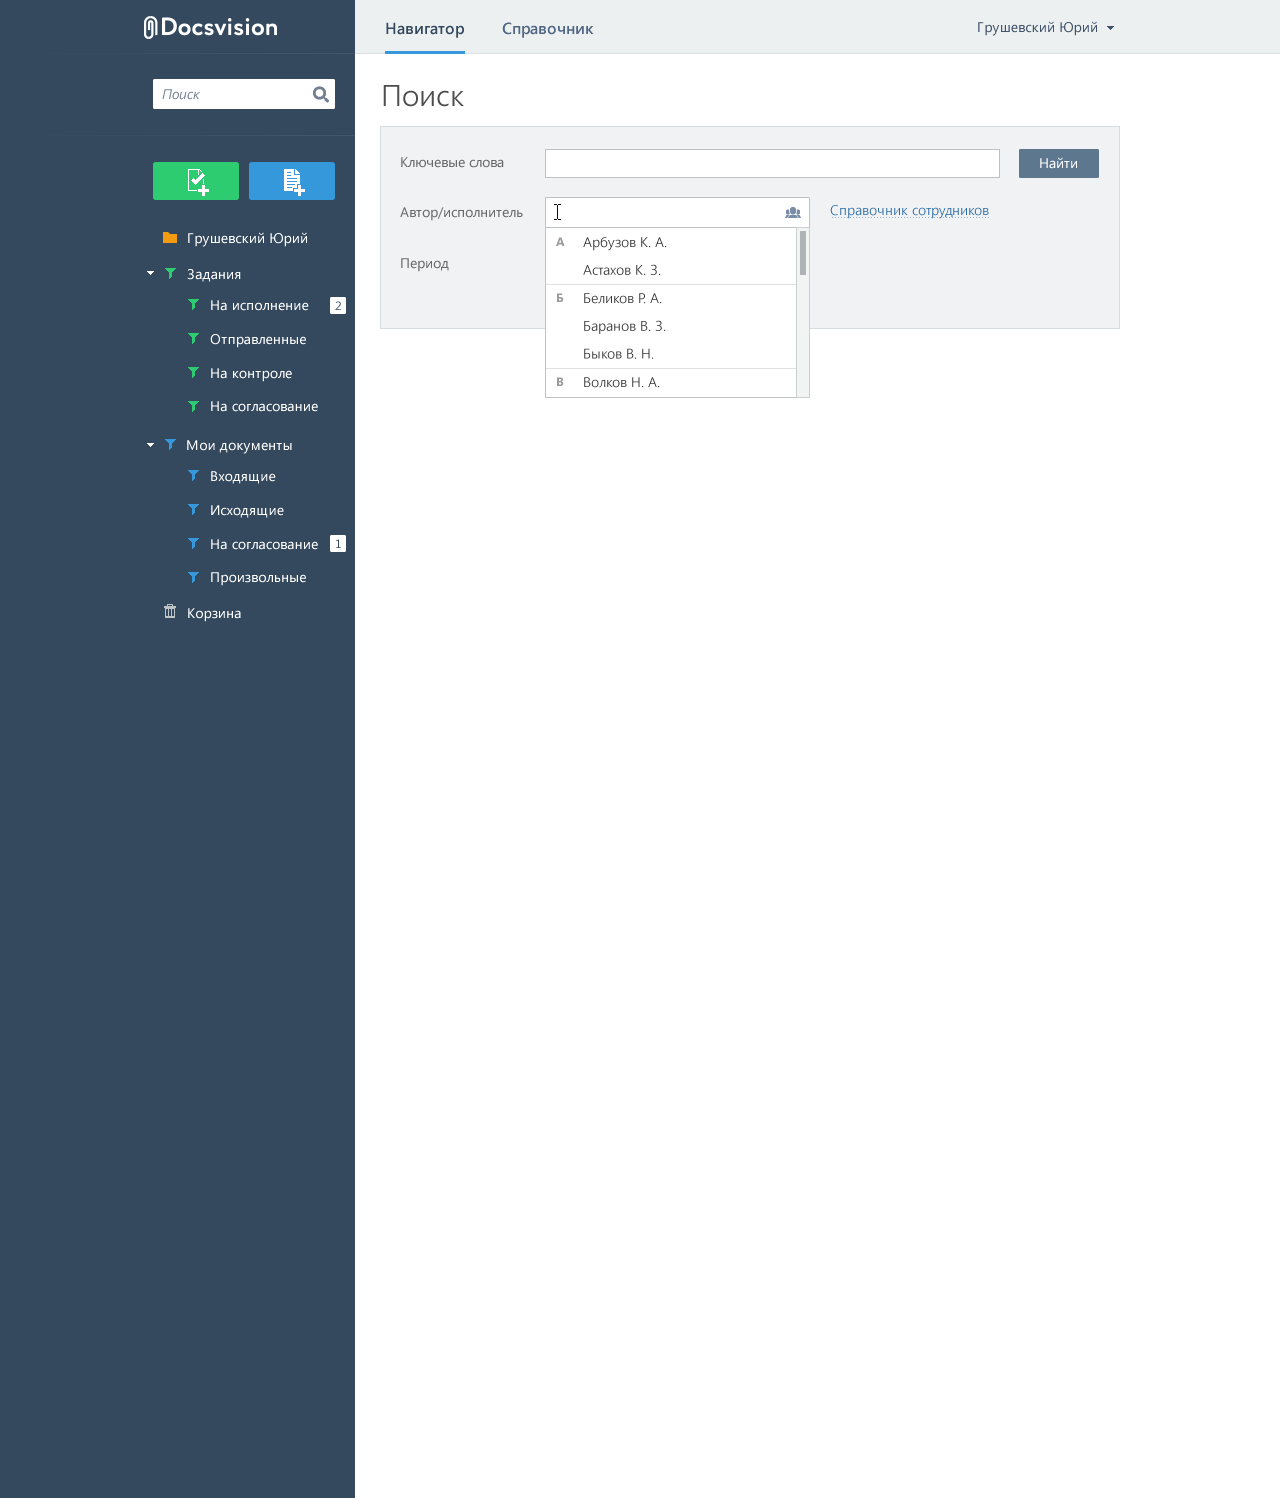 Docsvision
Навигатор
Справочник
Грушевский Юрий
Поиск
Грушевский Юрий
Задания
На исполнение 2
Отправленные
На контроле
На согласование
Мои документы
Входящие
Исходящие
На согласование 1
Произвольные
Корзина
Поиск
Ключевые слова
Найти
Автор/исполнитель
Справочник сотрудников
Период
А Арбузов К. А.
Астахов К. З.
Б Беликов Р. А.
Баранов В. З.
Быков В. Н.
В Волков Н. А.